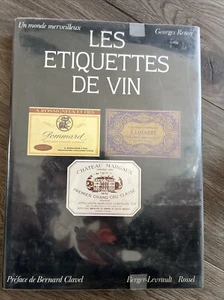 Un monde merveilleux
Georges Renoy
LES
ETIQUETTES
DE VIN
Pommard
CHATEAU MARGAUX
PREMIER GRAND CRU CLASSÉ
Préface de Bernard Clavel
Berger-Levrault Rossel